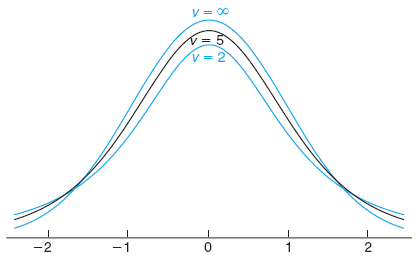 v = ∞
v = 5
v = 2
−2 −1 0 1 2